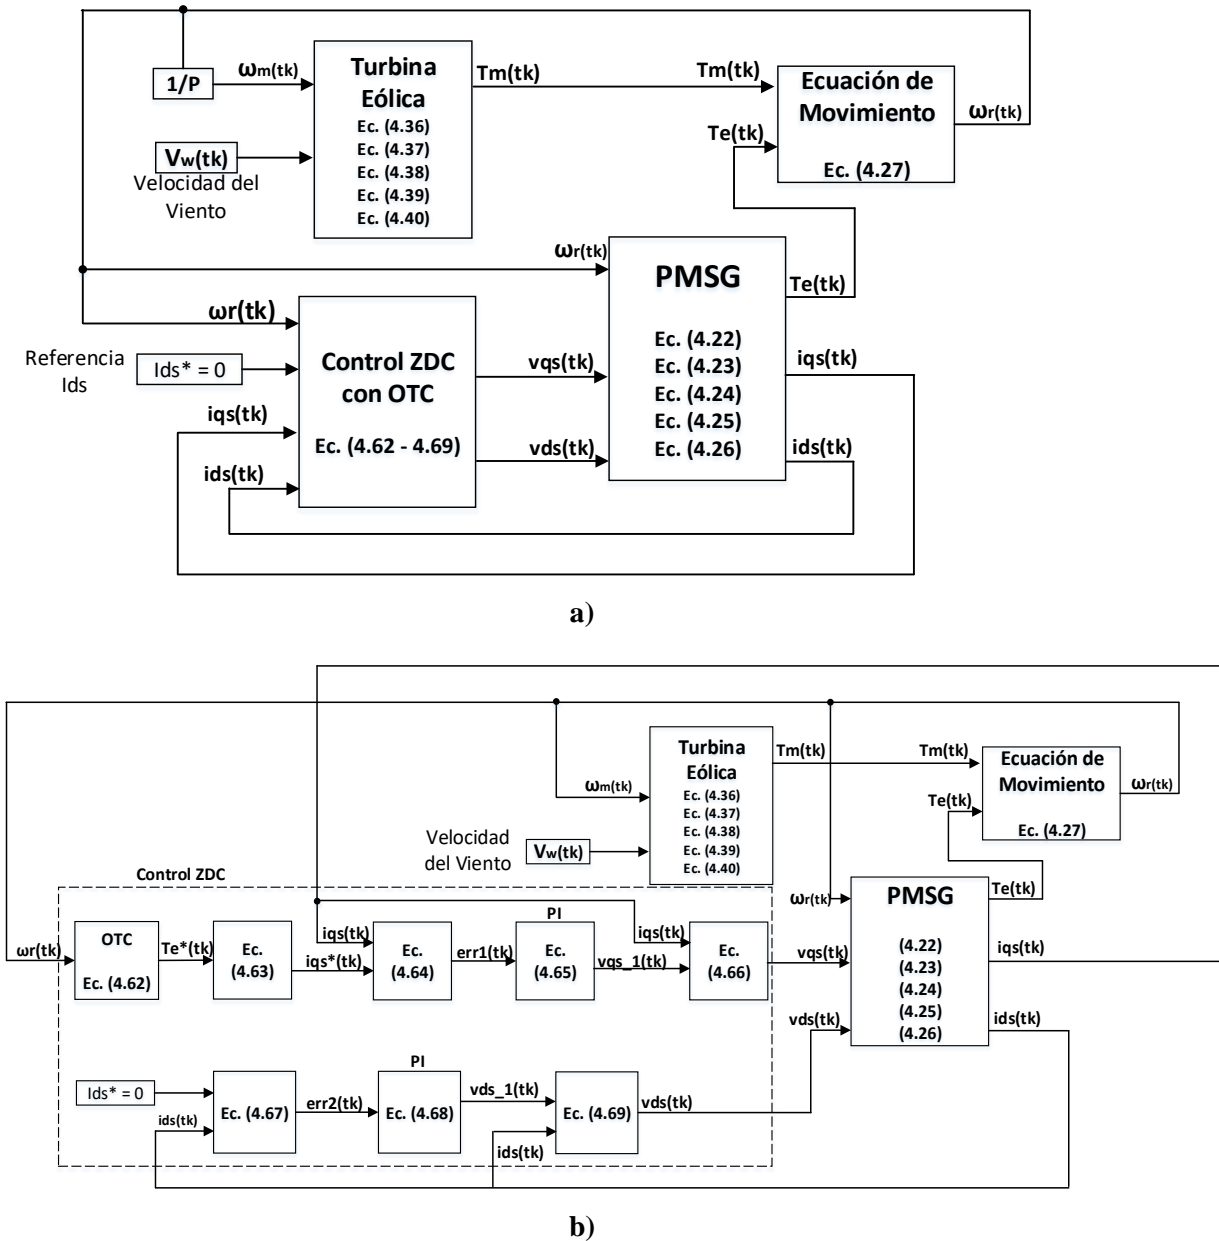 1/P
ωm(tk)
Vw(tk)
Velocidad del
Viento
Turbina
Eólica
Ec. (4.36)
Ec. (4.37)
Ec. (4.38)
Ec. (4.39)
Ec. (4.40)
Tm(tk)
Tm(tk)
Te(tk)
Ecuación de
Movimiento
Ec. (4.27)
ωr(tk)
ωr(tk)
ωr(tk)
Referencia
Ids
Ids* = 0
iqs(tk)
ids(tk)
Control ZDC
con OTC
Ec. (4.62 - 4.69)
vqs(tk)
vds(tk)
PMSG
Ec. (4.22)
Ec. (4.23)
Ec. (4.24)
Ec. (4.25)
Ec. (4.26)
Te(tk)
iqs(tk)
ids(tk)
a)
ωm(tk)
Velocidad
del Viento
Vw(tk)
Turbina
Eólica
Ec. (4.36)
Ec. (4.37)
Ec. (4.38)
Ec. (4.39)
Ec. (4.40)
Tm(tk)
Tm(tk)
Te(tk)
Ecuación de
Movimiento
Ec. (4.27)
ωr(tk)
Control ZDC
ωr(tk)
OTC
Ec. (4.62)
Te*(tk)
Ec.
(4.63)
iqs(tk)
iqs*(tk)
Ec.
(4.64)
err1(tk)
PI
Ec.
(4.65)
iqs(tk)
vqs_1(tk)
Ec.
(4.66)
vqs(tk)
vds(tk)
ωr(tk)
PMSG
(4.22)
(4.23)
(4.24)
(4.25)
(4.26)
Te(tk)
iqs(tk)
ids(tk)
Ids* = 0
ids(tk)
Ec. (4.67)
err2(tk)
PI
Ec. (4.68)
vds_1(tk)
ids(tk)
Ec. (4.69)
vds(tk)
b)